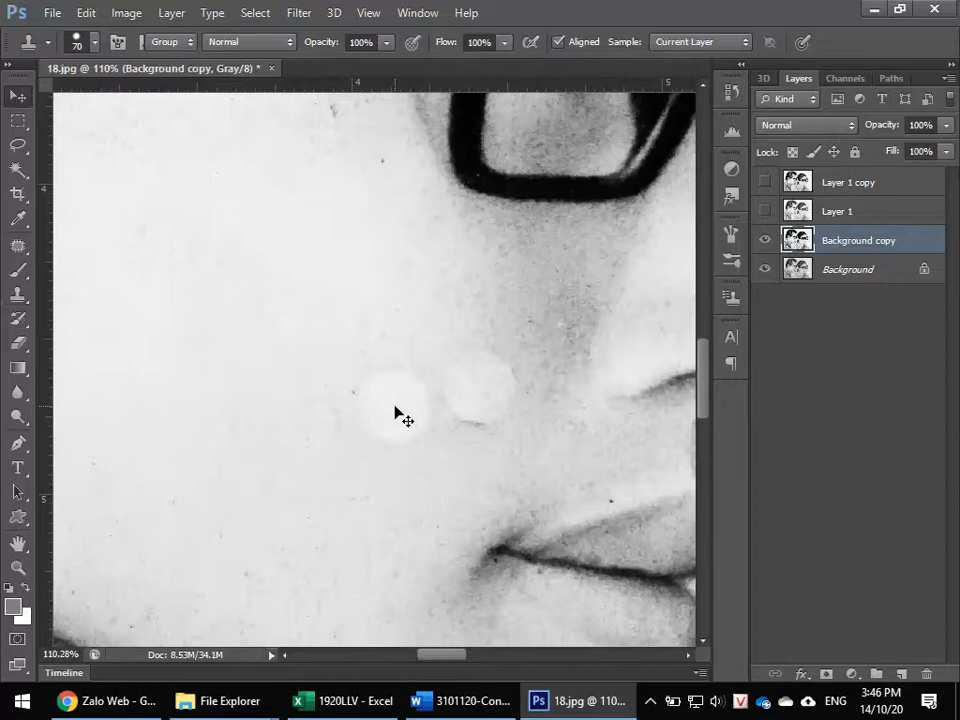 Ps File Edit Image Layer Type Select Filter 3D View Window Help
70 Group Normal Opacity: 100% Flow: 100% Aligned Sample: Current Layer
18.jpg @ 110% (Background copy, Gray/8) * ×
4 5
4
5
3D Layers Channels Paths
Kind
Normal Opacity: 100%
Lock: Fill: 100%
Layer 1 copy
Layer 1
Background copy
Background
110.28% Doc: 8.53M/34.1M
Timeline
Zalo Web - G... File Explorer 1920LLV - Excel 3101120-Con... 18.jpg @ 110%... ENG 3:46 PM
14/10/20